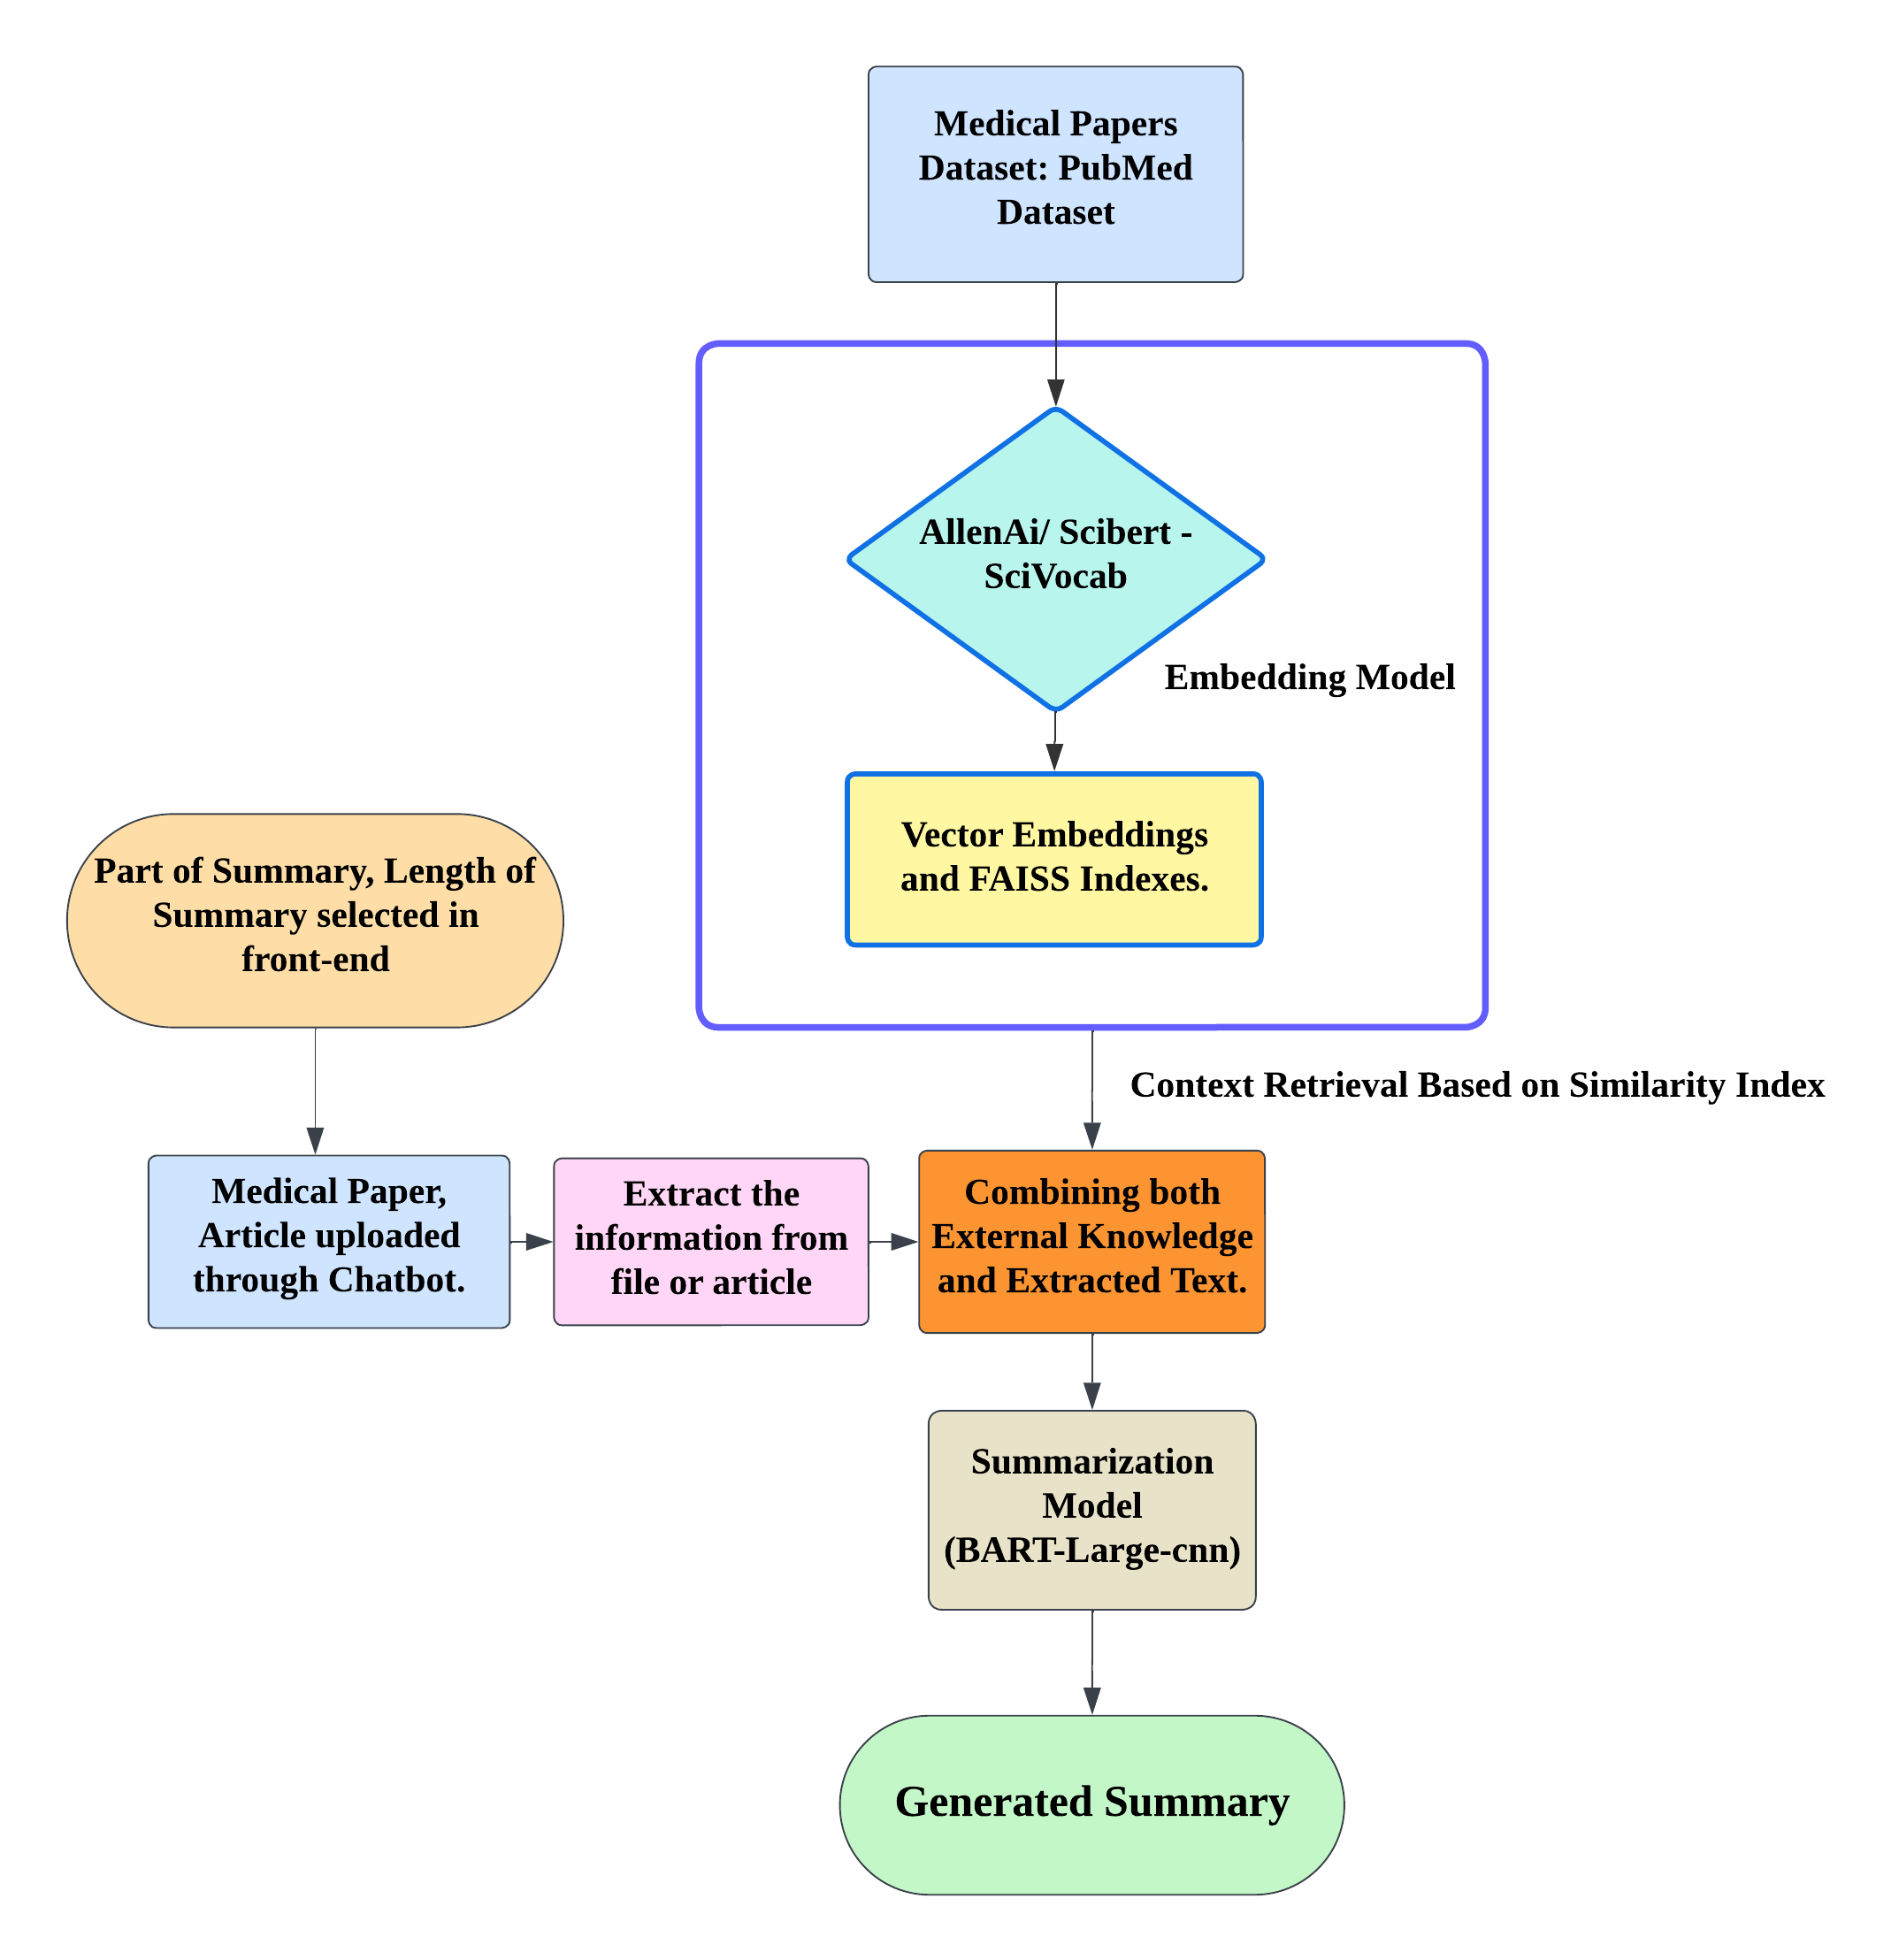 Medical Papers
Dataset: PubMed
Dataset
AllenAi/ Scibert -
SciVocab
Embedding Model
Vector Embeddings
and FAISS Indexes.
Part of Summary, Length of
Summary selected in
front-end
Context Retrieval Based on Similarity Index
Medical Paper,
Article uploaded
through Chatbot.
Extract the
information from
file or article
Combining both
External Knowledge
and Extracted Text.
Summarization
Model
(BART-Large-cnn)
Generated Summary